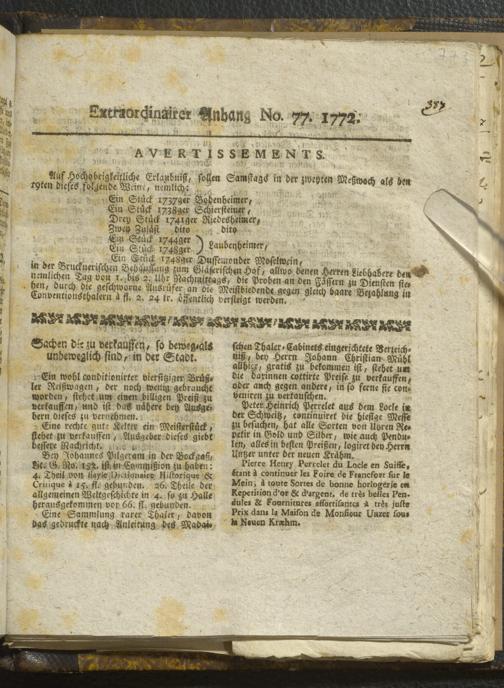 387
Extraordinairer Anhang No. 77. 1772.
AVERTISSEMENTS.
Auf Hochobrigkeitliche Erlaubniß, sollen Samstags in der zweyten Meßwoch als den
19ten dieses folgende Weine, nemlich:
Ein Stück 1737ger Bodenheimer,
Ein Stück 1738ger Schiersteiner,
Drey Stück 1741ger Riedesheimer,
Zwey Zuläst dito dito
Ein Stück 1744ger
Ein Stück 1748ger ) Laubenheimer,
Ein Stück 1748ger Dussemonder Moselwein,
in der Brucknerischen Behausung zum Gläserischen Hof, allwo denen Herren Liebhabere den
nemlichen Tag von 1. bis 2. Uhr Nachmittags, die Proben an den Fässern zu Diensten ste-
hen, durch die geschworne Ausrüfer an die Meistbiedende gegen gleich baare Bezahlung in
Conventionsthalern à fl. 2. 24 kr. öffentlich versteigt werden.
Sachen die zu verkauffen, so beweg-als
unbeweglich sind, in der Stadt.
Ein wohl conditionirter viersitziger Brüß-
ler Reißwagen, der noch wenig gebraucht
worden, stehet um einen billigen Preiß zu
verkauffen, und ist das nähere bey Ausge-
bern dieses zu vernehmen.
Eine rechte gute Kelter ein Meisterstück,
stehet zu verkauffen, Ausgeber dieses giebt
bessere Nachricht.
Bey Johannes Pilgeram in der Bockgaß,
Lit. G. No. 152. ist in Commission zu haben:
4. Theil von Bayle Dictionaire Historique &
Critique à 15. fl. gebunden. 26. Theile der
allgemeinen Weltgeschichte in 4. so zu Halle
herausgekommen vor 66. fl. gebunden.
Eine Sammlung rarer Thaler, davon
das gedruckte nach Anleitung des Madai-
schen Thaler-Cabinets eingerichtete Verzeich-
niß, bey Herrn Johann Christian Mühl
allhier, gratis zu bekommen ist, stehet um
die darinnen cottirte Preise zu verkauffen,
oder auch gegen andere, in so ferne sie con-
veniren zu vertauschen.
Peter Heinrich Perrelet aus dem Locle in
der Schweitz, continuiret die hiesige Messe
zu besuchen, hat alle Sorten von Uhren Re-
petir in Gold und Silber, wie auch Pendu-
len, alles in besten Preißen, logiret bey Herrn
Unzer unter der neuen Krähm.
Pierre Henry Perrelet du Locle en Suisse,
étant à continuer les Foire de Francfort sur le
Mein, à toute Sortes de bonne horlogerie en
Repetition d'or & d'argent, de très belles Pen-
dules & Fournitures assortissantes à très juste
Prix dans la Maison de Monsieur Unzer sous
la Neuen Kræhm.